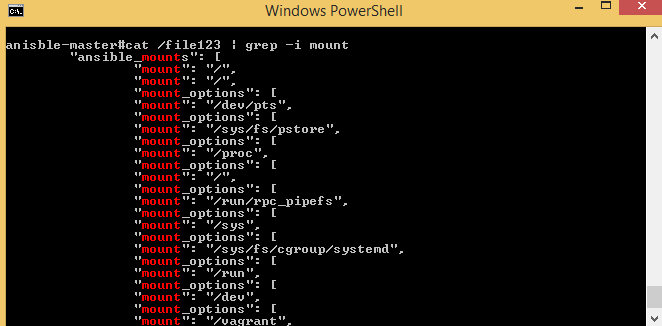 Windows PowerShell
anisble-master#cat /file123 | grep -i mount
"ansible_mounts": [
"mount": "/",
"mount": "/",
"mount_options": [
"mount": "/dev/pts",
"mount_options": [
"mount": "/sys/fs/pstore",
"mount_options": [
"mount": "/proc",
"mount_options": [
"mount": "/",
"mount_options": [
"mount": "/run/rpc_pipefs",
"mount_options": [
"mount": "/sys",
"mount_options": [
"mount": "/sys/fs/cgroup/systemd",
"mount_options": [
"mount": "/run",
"mount_options": [
"mount": "/dev",
"mount_options": [
"mount": "/vagrant",